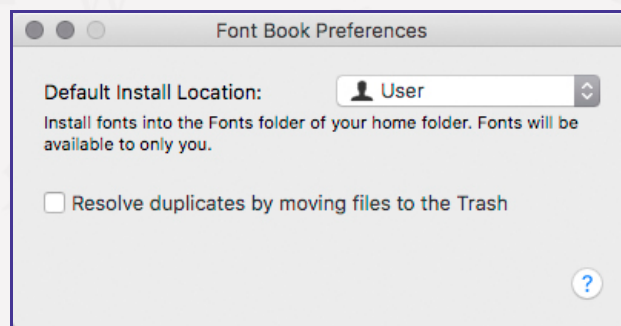 Font Book Preferences
Default Install Location: User
Install fonts into the Fonts folder of your home folder. Fonts will be
available to only you.
Resolve duplicates by moving files to the Trash
?